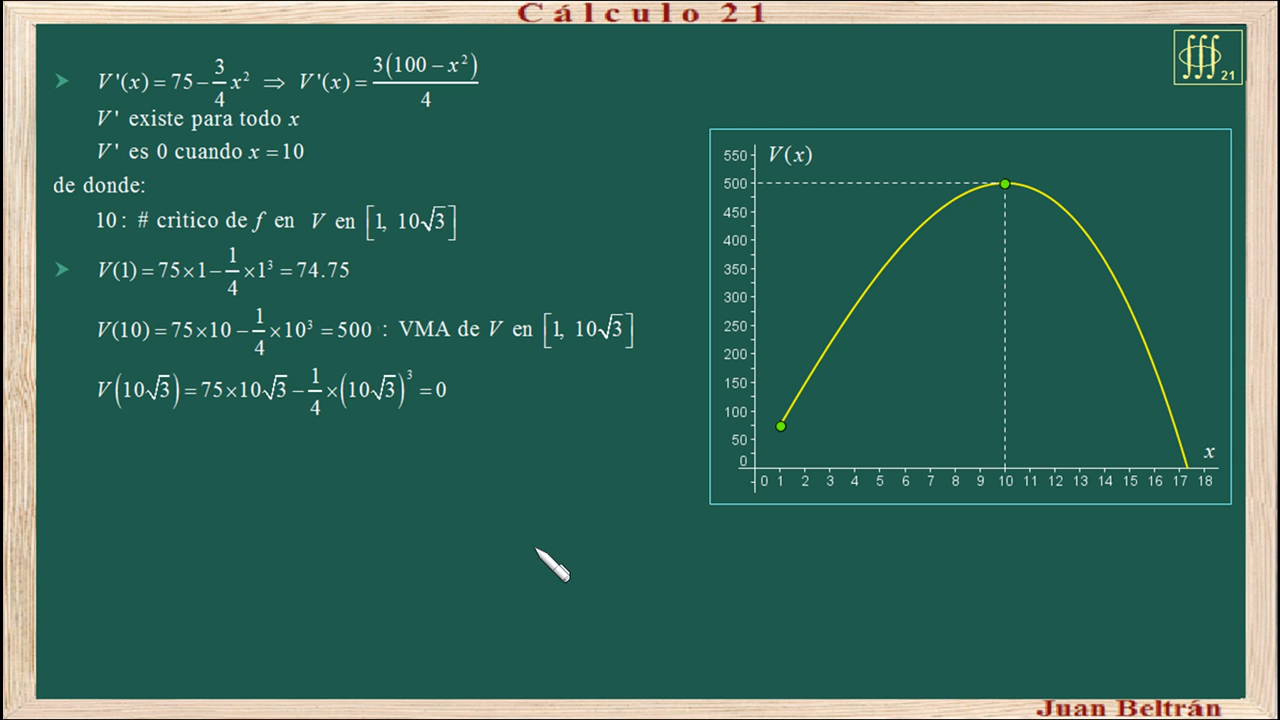 Cálculo 21
∭ 21
➤ V'(x) = 75 − 3/4 x² ⇒ V'(x) = 3(100 − x²)/4
V' existe para todo x
V' es 0 cuando x = 10
de donde:
10 : # crìtico de f en V en [1, 10√3]
➤ V(1) = 75×1 − 1/4 ×1³ = 74.75
V(10) = 75×10 − 1/4 ×10³ = 500 : VMA de V en [1, 10√3]
V(10√3) = 75×10√3 − 1/4 ×(10√3)³ = 0
V(x)
550
500
450
400
350
300
250
200
150
100
50
0
x
0 1 2 3 4 5 6 7 8 9 10 11 12 13 14 15 16 17 18
Juan Beltrán